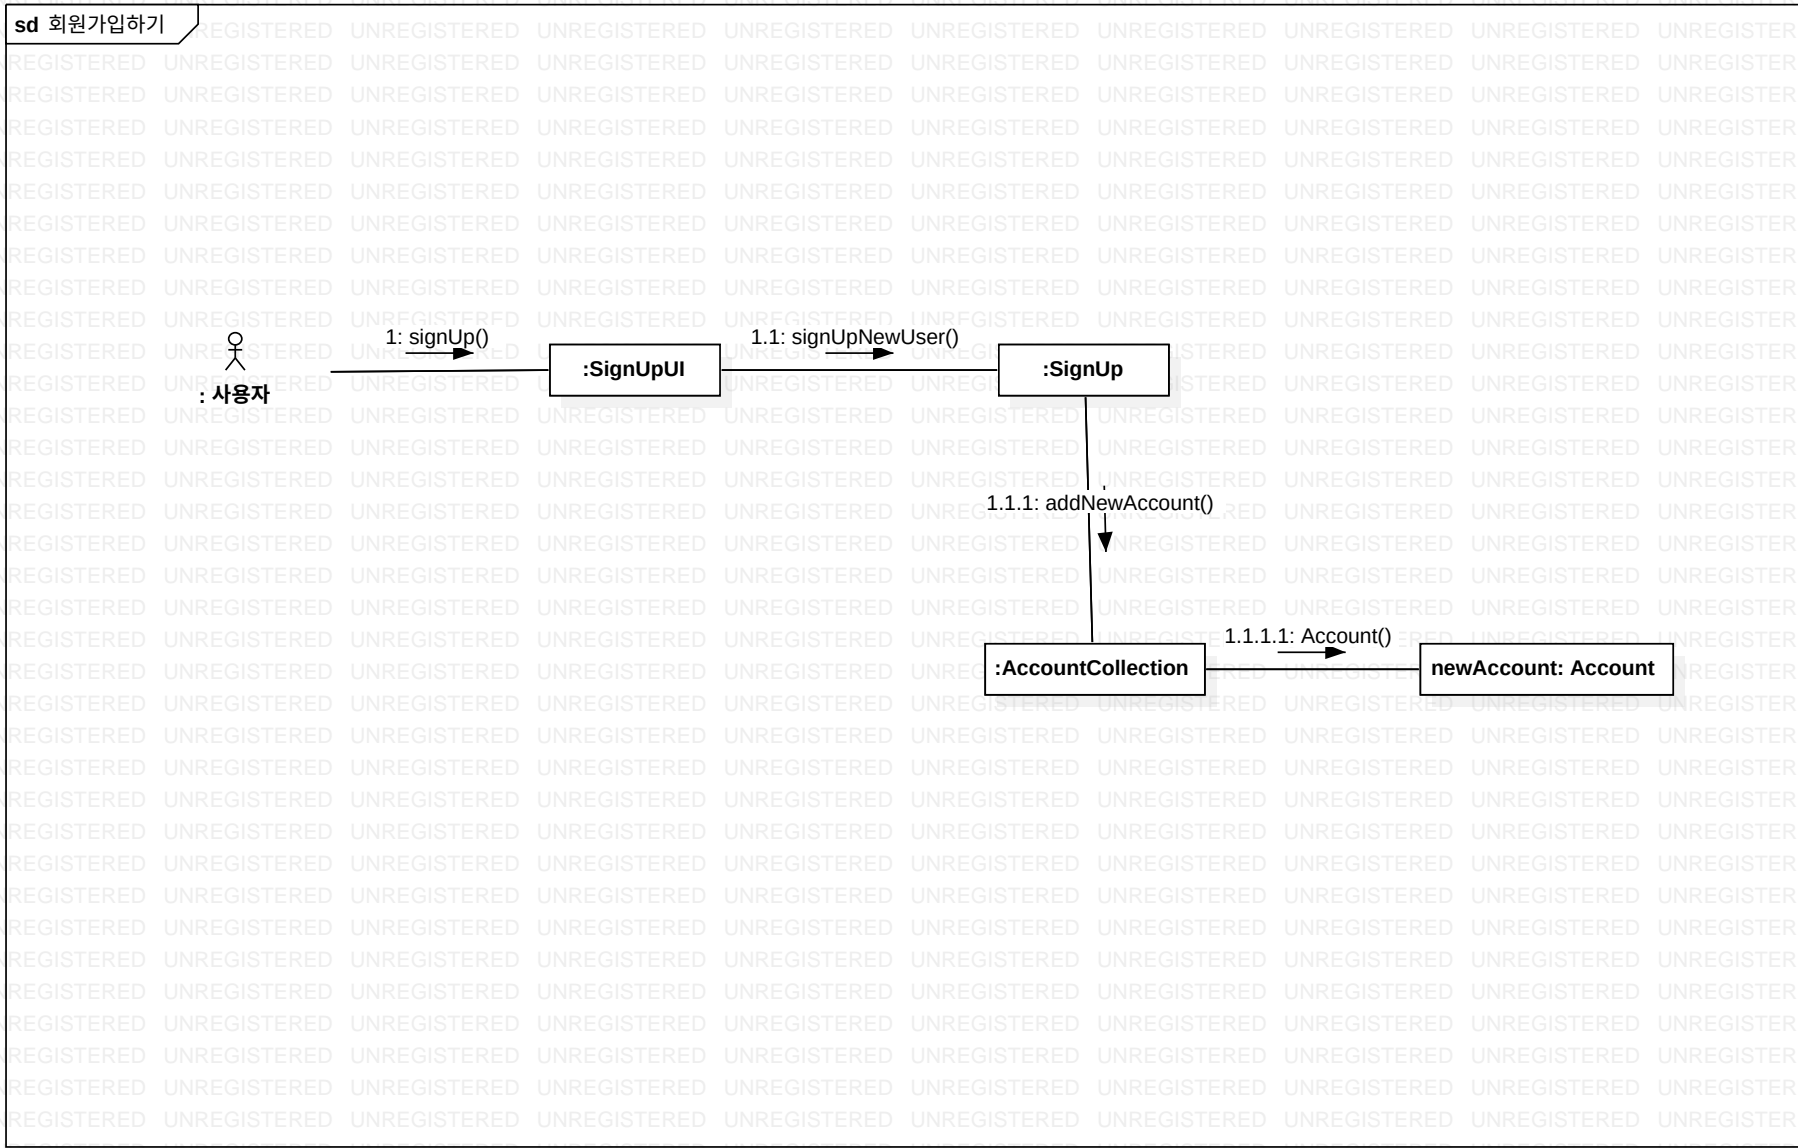 sd 회원가입하기
1: signUp()
1.1: signUpNewUser()
: 사용자
:SignUpUI
:SignUp
1.1.1: addNewAccount()
1.1.1.1: Account()
:AccountCollection
newAccount: Account
UNREGISTERED